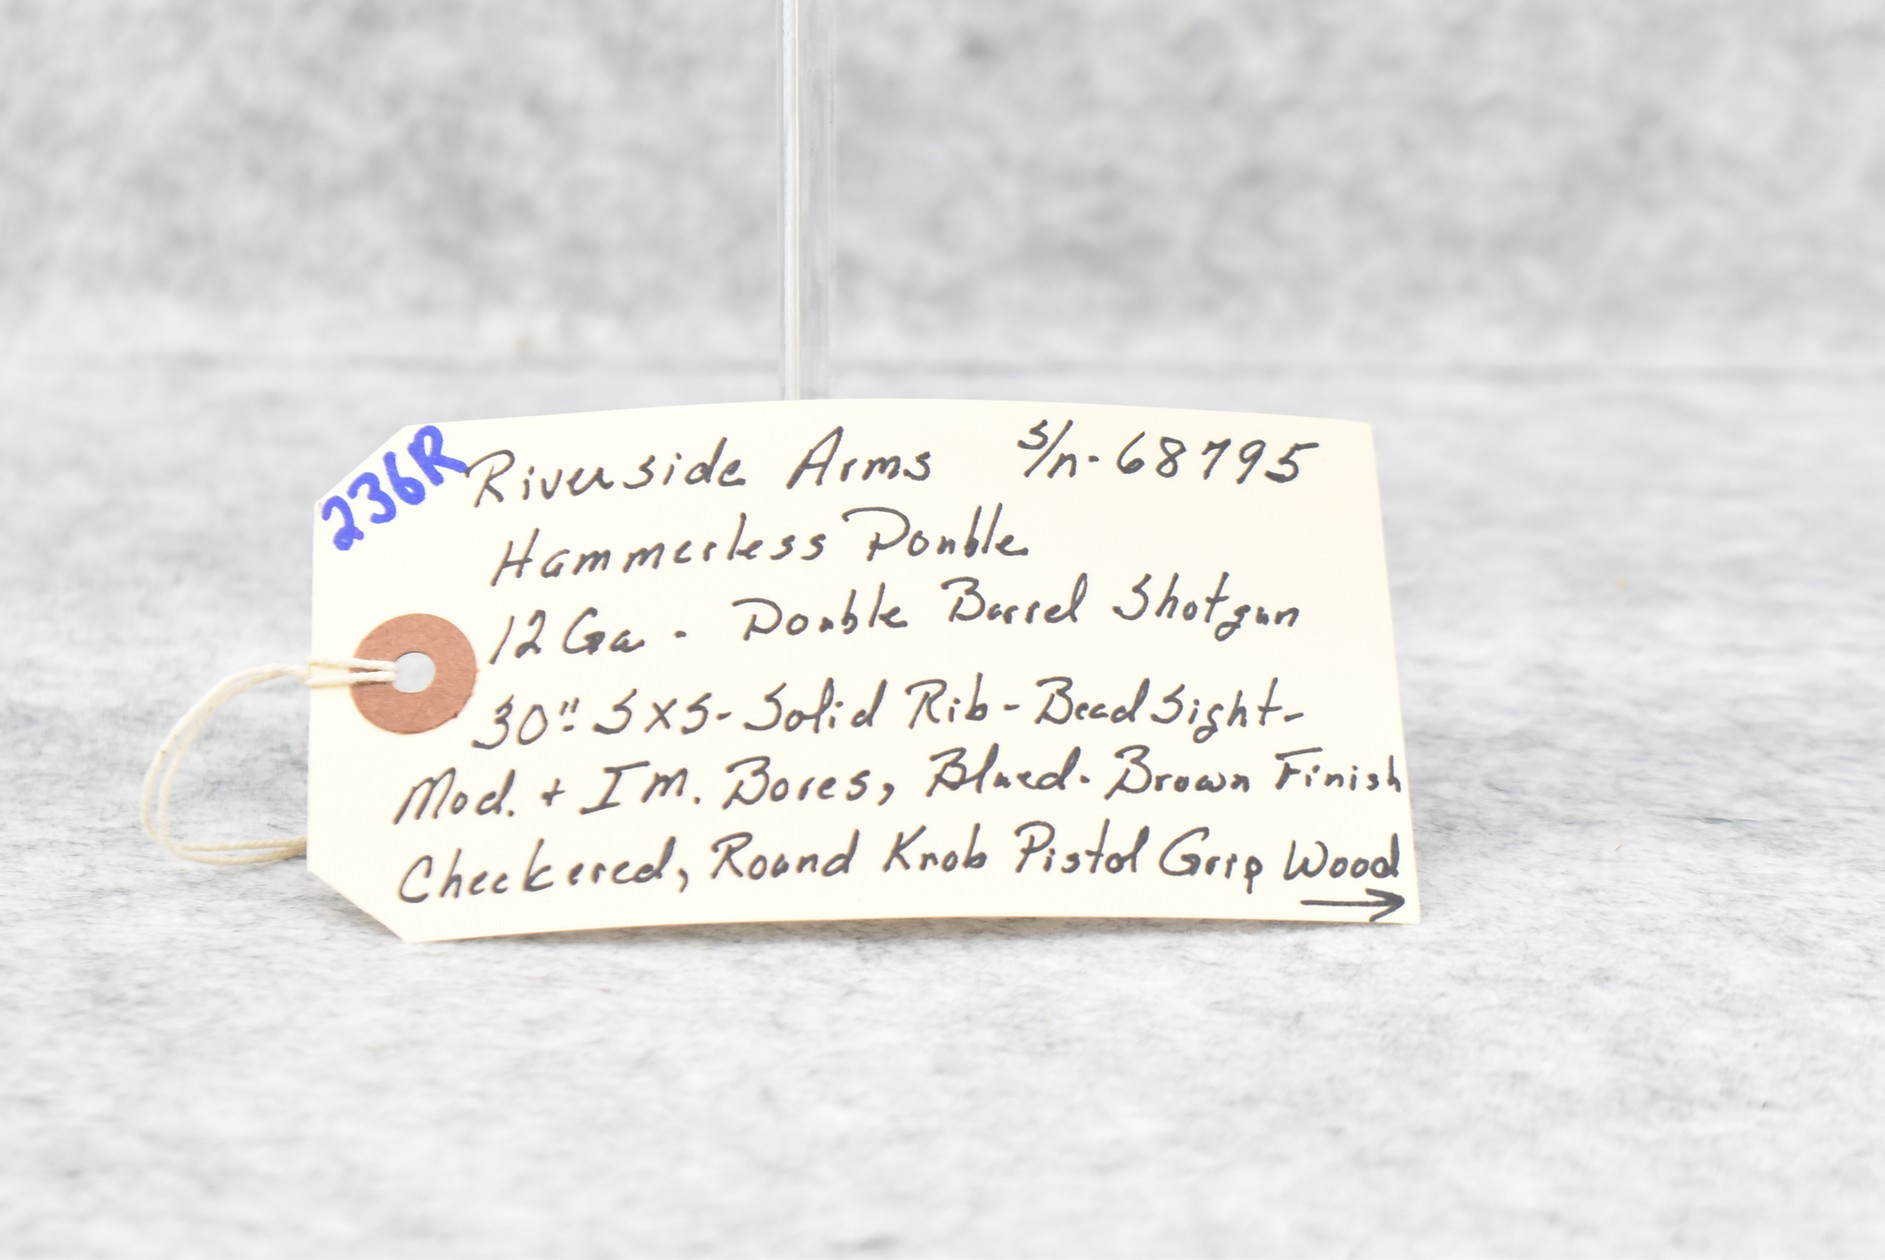 236R
Riverside Arms s/n-68795
Hammerless Double
12 Ga. - Double Barrel Shotgun
30" SXS-Solid Rib-Bead Sight-
Mod. + IM. Bores, Blued-Brown Finish
Checkered, Round Knob Pistol Grip Wood
→